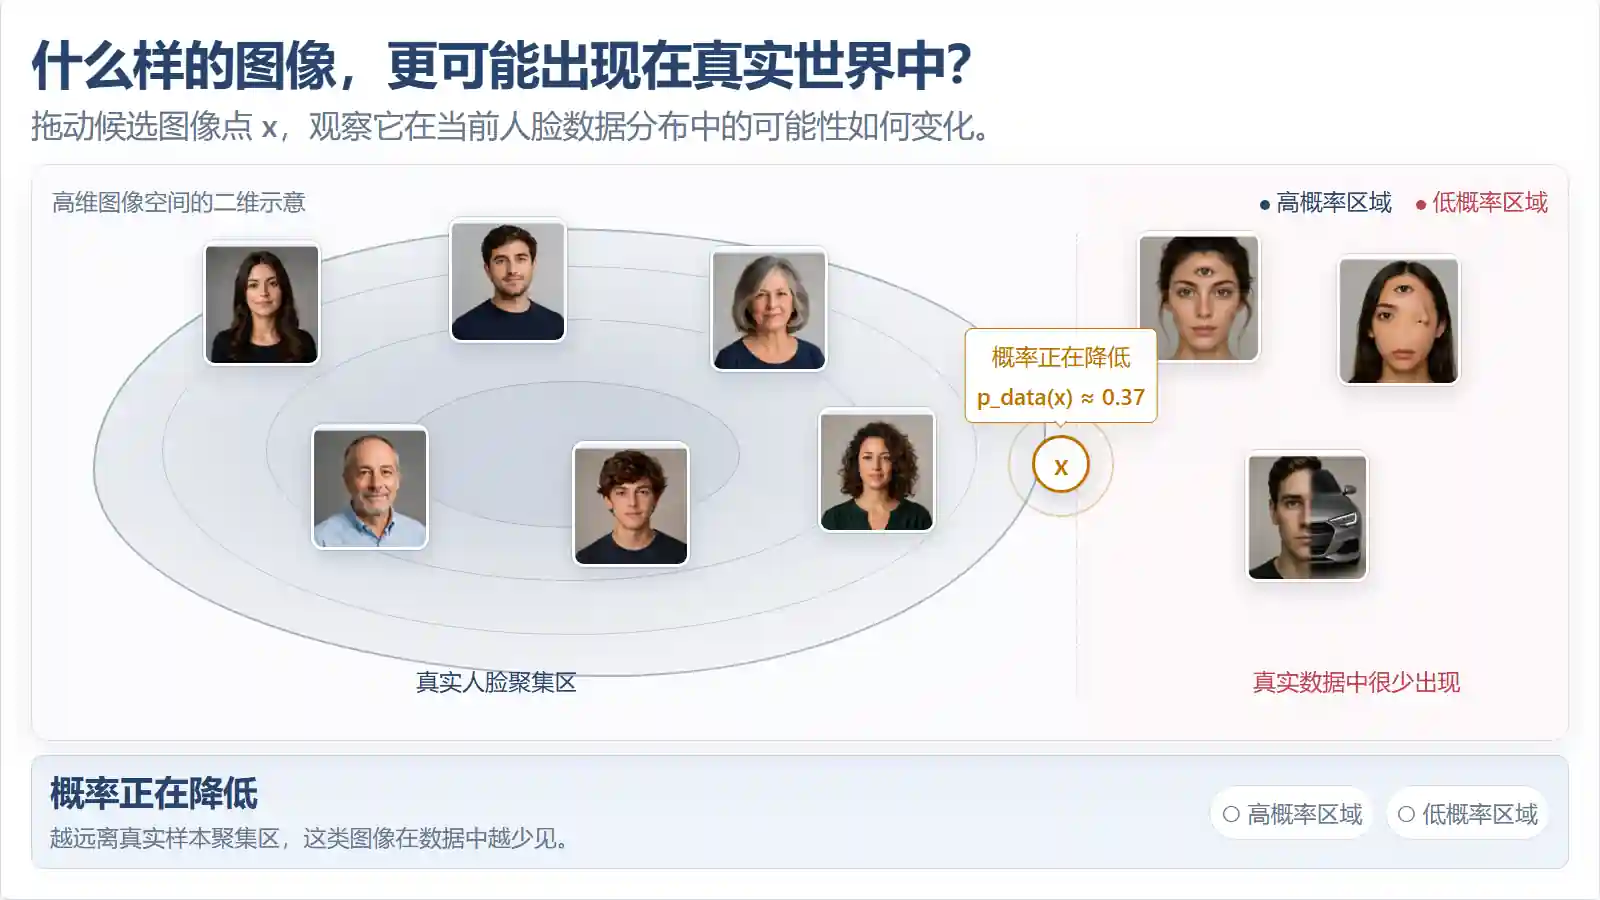 什么样的图像，更可能出现在真实世界中？
拖动候选图像点 x，观察它在当前人脸数据分布中的可能性如何变化。
高维图像空间的二维示意
高概率区域
低概率区域
概率正在降低
p_data(x) ≈ 0.37
x
真实人脸聚集区
真实数据中很少出现
概率正在降低
越远离真实样本聚集区，这类图像在数据中越少见。
高概率区域
低概率区域